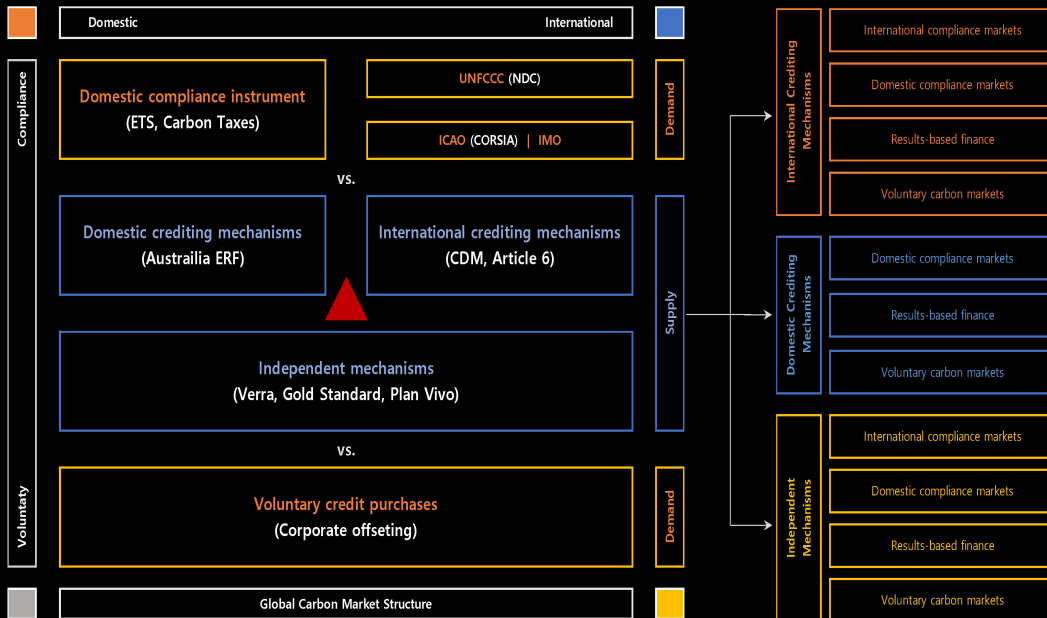 Domestic
International
Compliance
Domestic compliance instrument
(ETS, Carbon Taxes)
UNFCCC (NDC)
ICAO (CORSIA) | IMO
Demand
vs.
Domestic crediting mechanisms
(Austrailia ERF)
International crediting mechanisms
(CDM, Article 6)
Supply
Independent mechanisms
(Verra, Gold Standard, Plan Vivo)
vs.
Voluntaty
Voluntary credit purchases
(Corporate offseting)
Demand
Global Carbon Market Structure
International Crediting
Mechanisms
International compliance markets
Domestic compliance markets
Results-based finance
Voluntary carbon markets
Domestic Crediting
Mechanisms
Domestic compliance markets
Results-based finance
Voluntary carbon markets
Independent
Mechanisms
International compliance markets
Domestic compliance markets
Results-based finance
Voluntary carbon markets